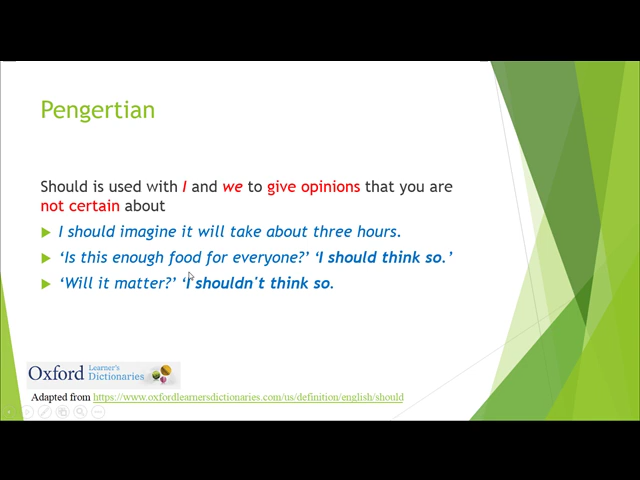 Pengertian
Should is used with I and we to give opinions that you are
not certain about
I should imagine it will take about three hours.
‘Is this enough food for everyone?’ ‘I should think so.’
‘Will it matter?’ ‘I shouldn't think so.
Oxford Learner's Dictionaries
Adapted from https://www.oxfordlearnersdictionaries.com/us/definition/english/should